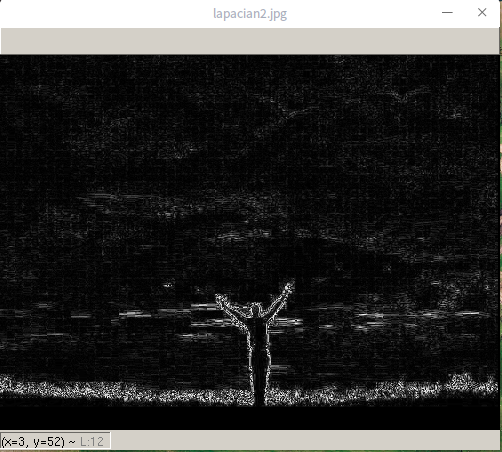 lapacian2.jpg
(x=3, y=52) ~ L:12